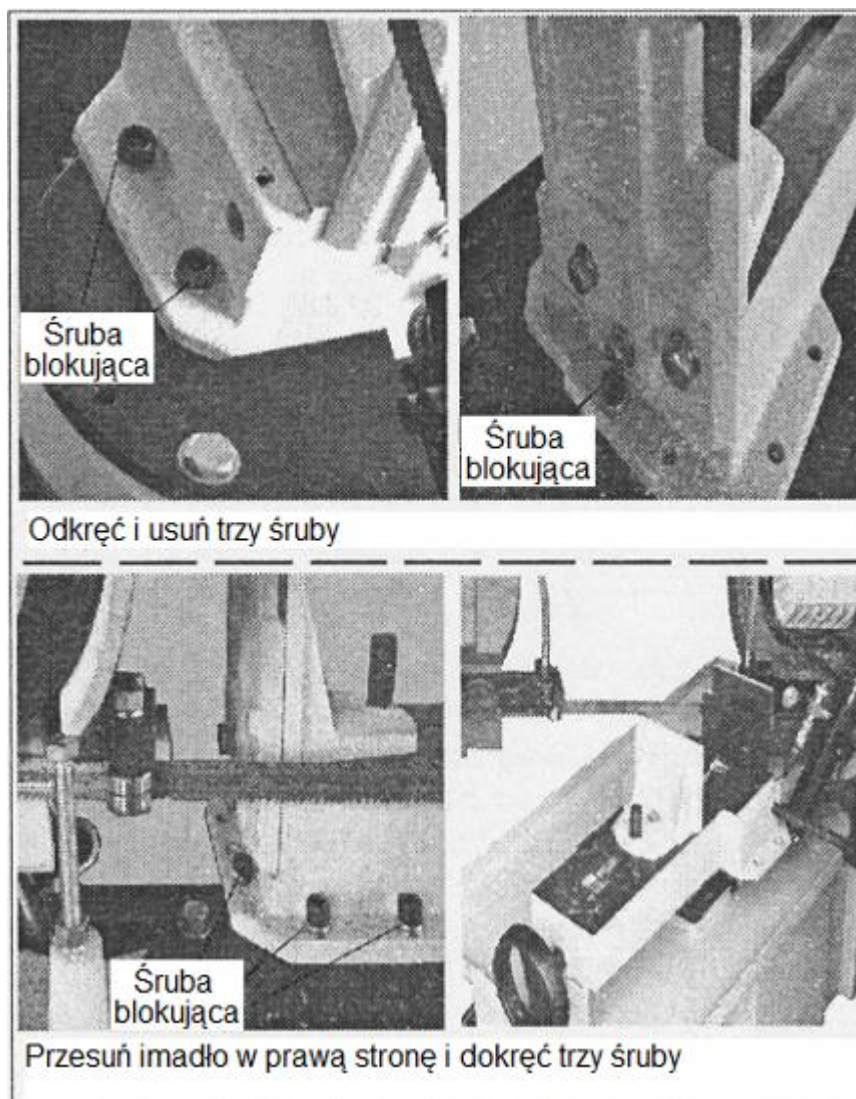 Śruba
blokująca
Śruba
blokująca
Odkręć i usuń trzy śruby
Śruba
blokująca
Przesuń imadło w prawą stronę i dokręć trzy śruby